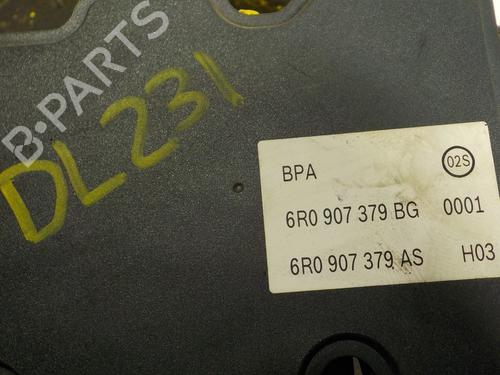 B-PARTS
DL231
BPA
02S
6R0 907 379 BG 0001
6R0 907 379 AS H03